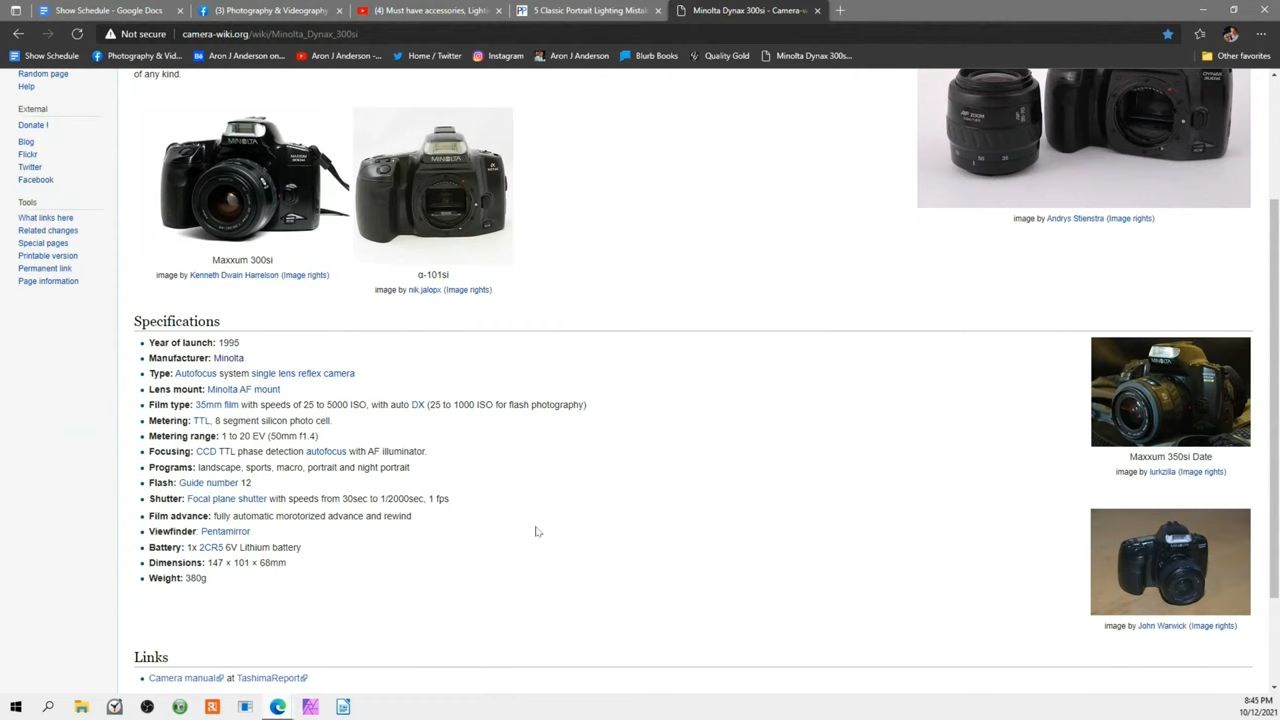 Show Schedule - Google Docs
(3) Photography & Videography
(4) Must have accessories, Light
5 Classic Portrait Lighting Mistak
Minolta Dynax 300si - Camera-w
Not secure
camera-wiki.org/wiki/Minolta_Dynax_300si
Show Schedule
Photography & Vid...
Aron J Anderson on...
Aron J Anderson -...
Home / Twitter
Instagram
Aron J Anderson
Blurb Books
Quality Gold
Minolta Dynax 300s...
Other favorites
Random page
Help
External
Donate !
Blog
Flickr
Twitter
Facebook
Tools
What links here
Related changes
Special pages
Printable version
Permanent link
Page information
of any kind.
MINOLTA
Maxxum 300si
image by Kenneth Dwain Harrelson (Image rights)
MINOLTA
α-101si
image by nik.jalopx (Image rights)
DYNAX
300si
AF ZOOM
image by Andrys Stienstra (Image rights)
Specifications
Year of launch: 1995
Manufacturer: Minolta
Type: Autofocus system single lens reflex camera
Lens mount: Minolta AF mount
Film type: 35mm film with speeds of 25 to 5000 ISO, with auto DX (25 to 1000 ISO for flash photography)
Metering: TTL, 8 segment silicon photo cell.
Metering range: 1 to 20 EV (50mm f1.4)
Focusing: CCD TTL phase detection autofocus with AF illuminator.
Programs: landscape, sports, macro, portrait and night portrait
Flash: Guide number 12
Shutter: Focal plane shutter with speeds from 30sec to 1/2000sec, 1 fps
Film advance: fully automatic morotorized advance and rewind
Viewfinder: Pentamirror
Battery: 1x 2CR5 6V Lithium battery
Dimensions: 147 × 101 × 68mm
Weight: 380g
MINOLTA
Maxxum 350si Date
image by lurkzilla (Image rights)
image by John Warwick (Image rights)
Links
Camera manual at TashimaReport
8:45 PM
10/12/2021